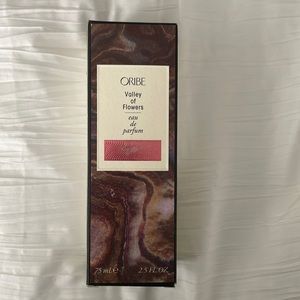 ORIBE
Valley
of
Flowers
eau
de
parfum
75 mL ℮ 2.5 FL.OZ.